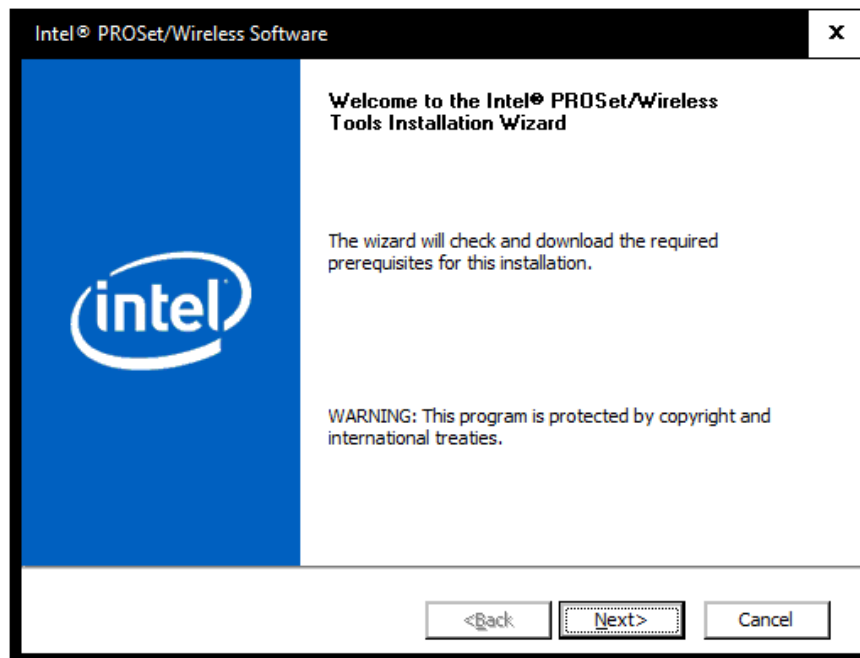 Intel® PROSet/Wireless Software
x
Welcome to the Intel® PROSet/Wireless
Tools Installation Wizard
The wizard will check and download the required
prerequisites for this installation.
intel
WARNING: This program is protected by copyright and
international treaties.
<Back
Next>
Cancel